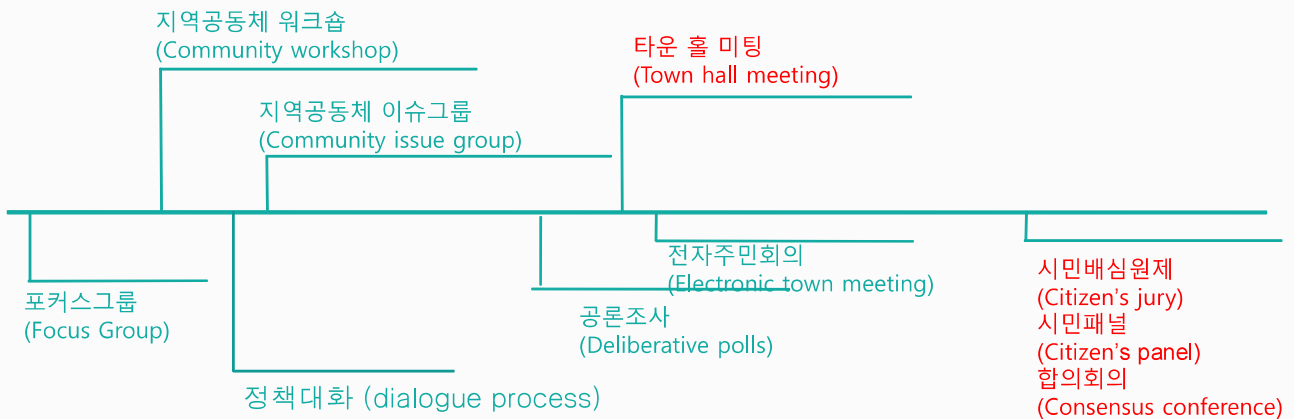 지역공동체 워크숍
(Community workshop)
타운 홀 미팅
(Town hall meeting)
지역공동체 이슈그룹
(Community issue group)
전자주민회의
(Electronic town meeting)
포커스그룹
(Focus Group)
공론조사
(Deliberative polls)
시민배심원제
(Citizen's jury)
시민패널
(Citizen's panel)
합의회의
(Consensus conference)
정책대화 (dialogue process)